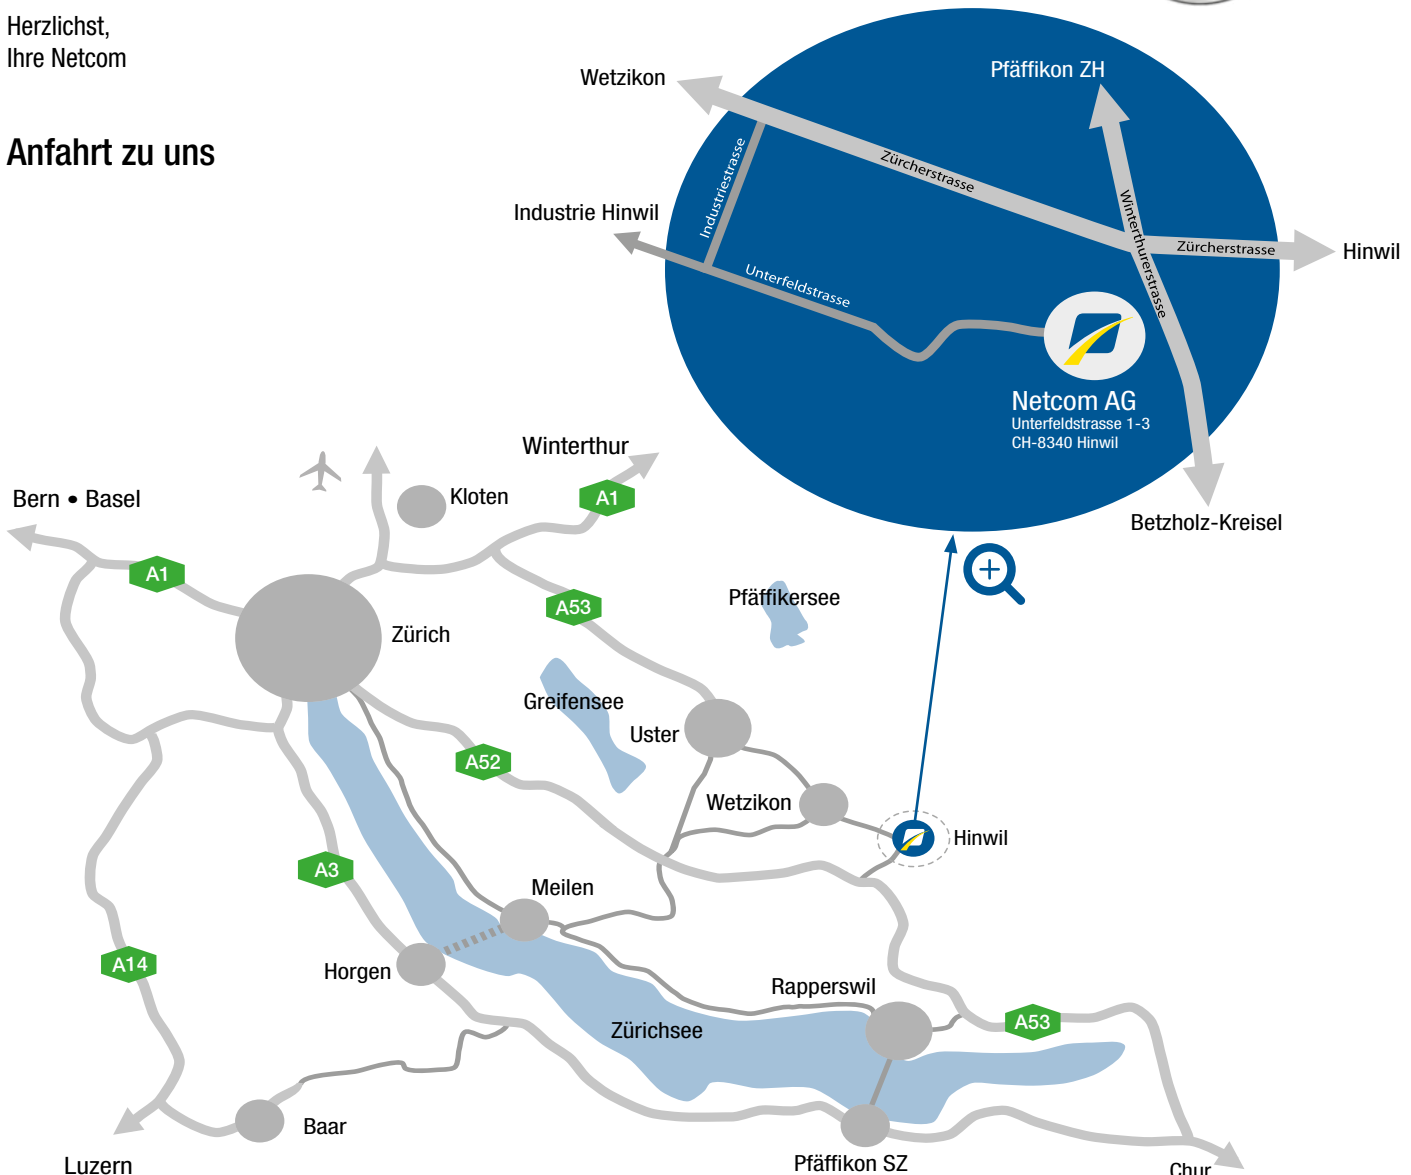 Herzlichst,
Ihre Netcom
Anfahrt zu uns
Wetzikon
Pfäffikon ZH
Industriestrasse
Zürcherstrasse
Winterthurerstrasse
Industrie Hinwil
Zürcherstrasse
Hinwil
Unterfeldstrasse
Netcom AG
Unterfeldstrasse 1-3
CH-8340 Hinwil
Betzholz-Kreisel
Winterthur
Bern • Basel
Kloten
A1
A1
A53
Pfäffikersee
Zürich
Greifensee
Uster
A52
Wetzikon
Hinwil
A3
Meilen
A14
Horgen
Rapperswil
Zürichsee
A53
Baar
Luzern
Pfäffikon SZ
Chur